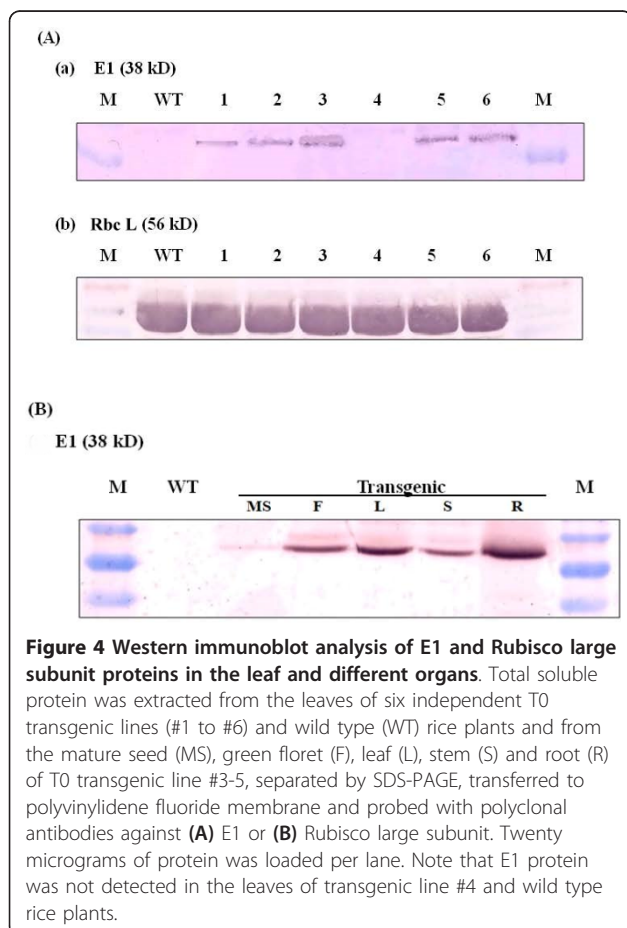 (A)
(a) E1 (38 kD)
M WT 1 2 3 4 5 6 M
(b) Rbc L (56 kD)
M WT 1 2 3 4 5 6 M
(B)
E1 (38 kD)
M WT Transgenic M
MS F L S R
Figure 4 Western immunoblot analysis of E1 and Rubisco large
subunit proteins in the leaf and different organs. Total soluble
protein was extracted from the leaves of six independent T0
transgenic lines (#1 to #6) and wild type (WT) rice plants and from
the mature seed (MS), green floret (F), leaf (L), stem (S) and root (R)
of T0 transgenic line #3-5, separated by SDS-PAGE, transferred to
polyvinylidene fluoride membrane and probed with polyclonal
antibodies against (A) E1 or (B) Rubisco large subunit. Twenty
micrograms of protein was loaded per lane. Note that E1 protein
was not detected in the leaves of transgenic line #4 and wild type
rice plants.